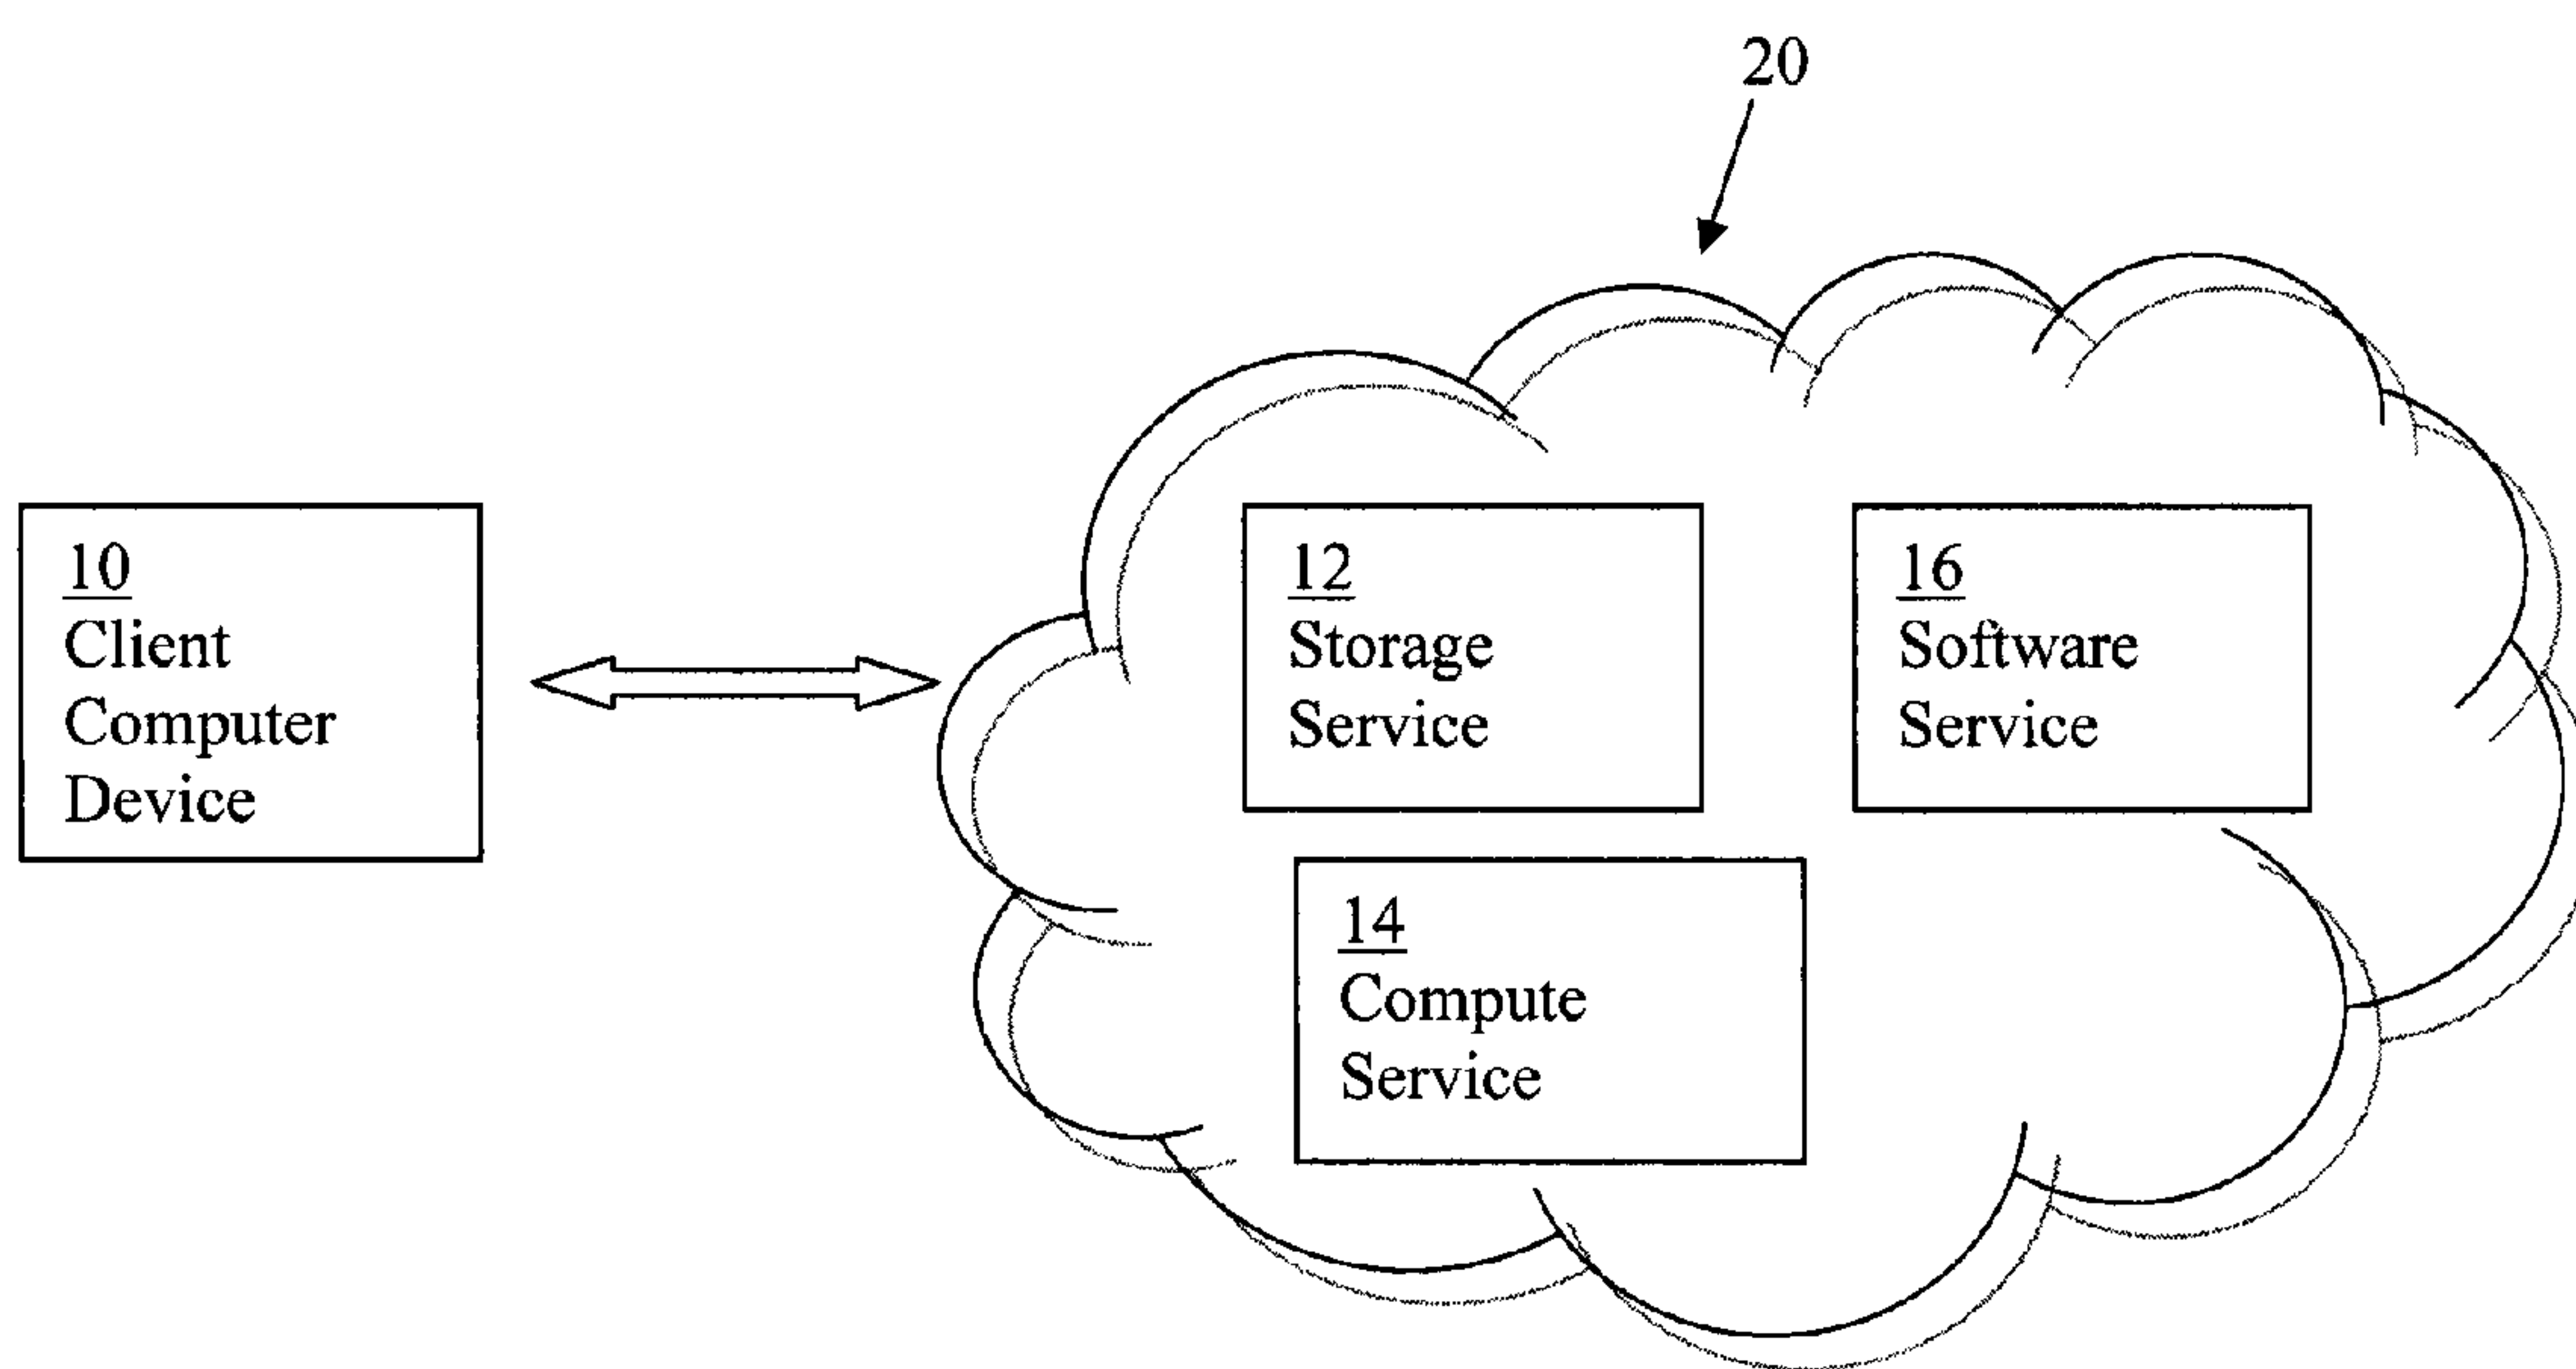 20
10
Client
Computer
Device
12
Storage
Service
16
Software
Service
14
Compute
Service